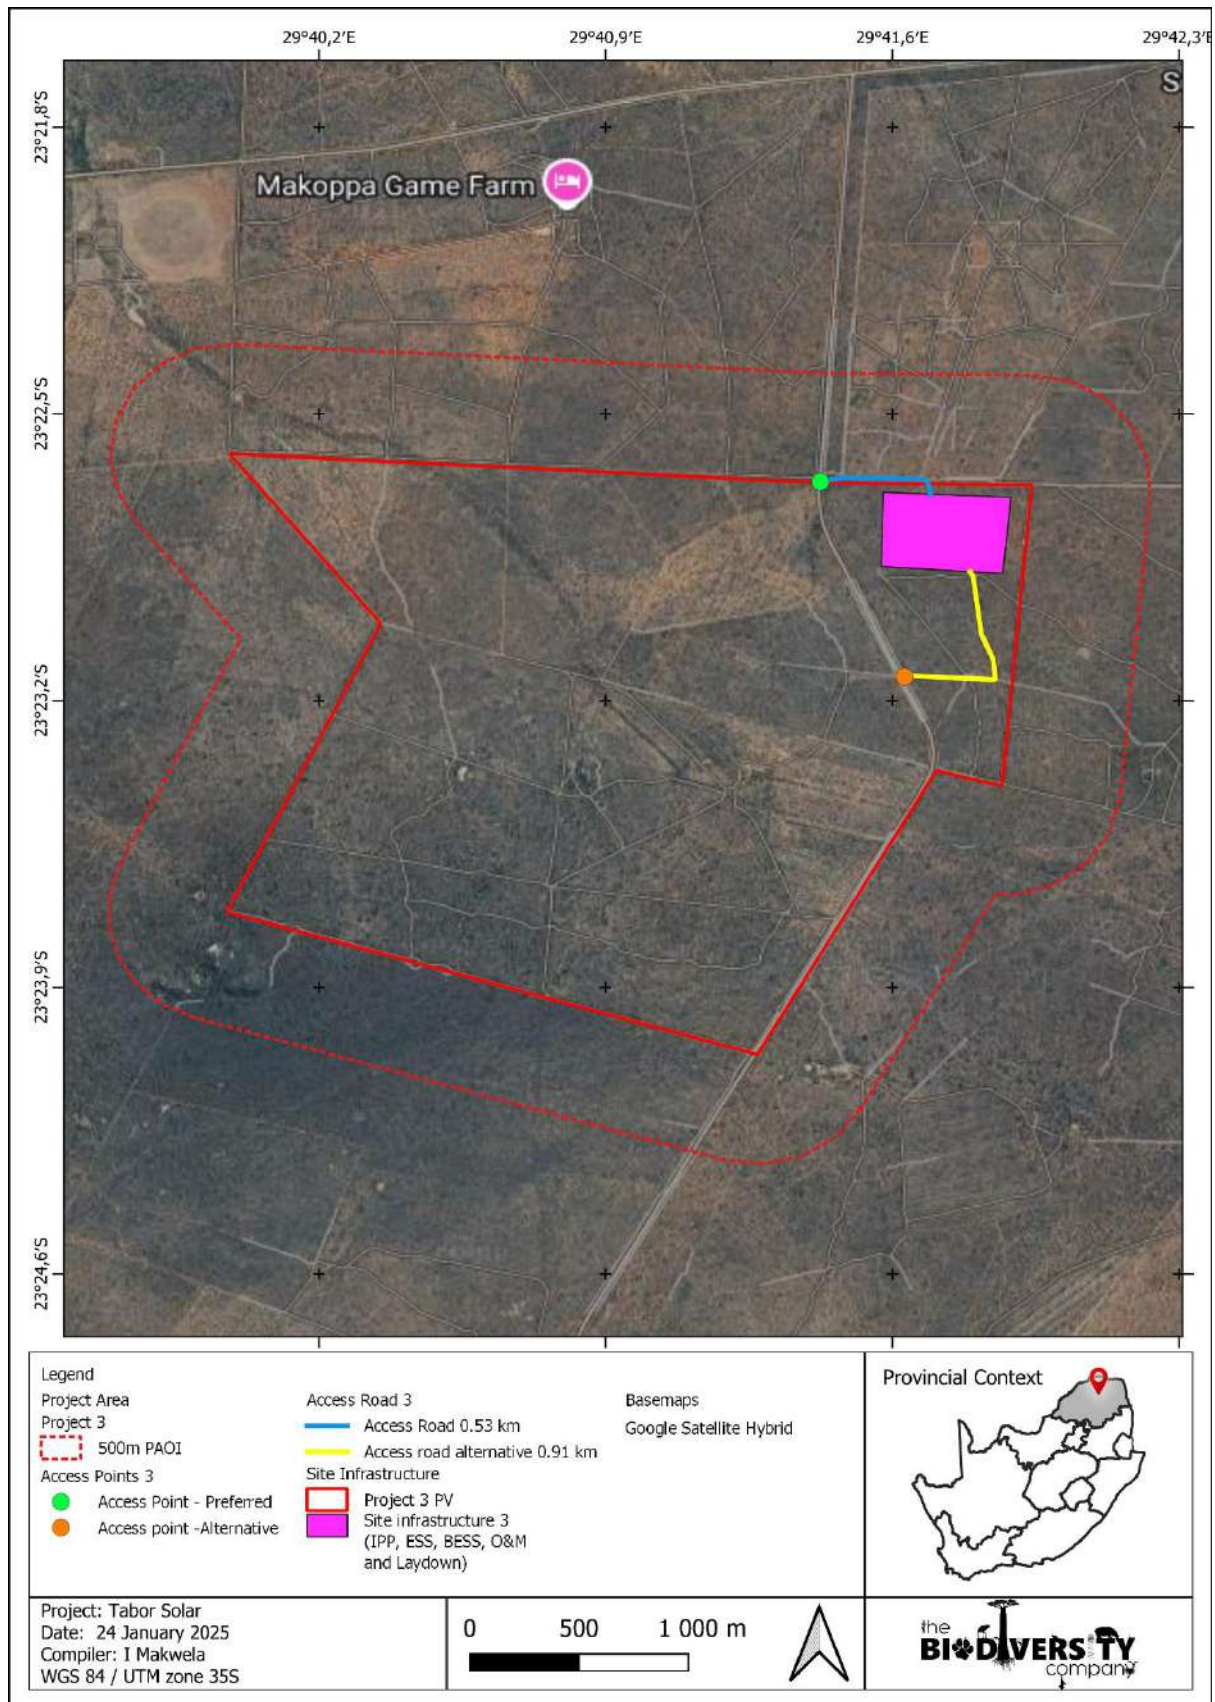 29°40,2'E
29°40,9'E
29°41,6'E
29°42,3'E
23°21,8'S
23°22,5'S
23°23,2'S
23°23,9'S
23°24,6'S
S
Makoppa Game Farm
Legend
Project Area
Project 3
500m PAOI
Access Points 3
Access Point - Preferred
Access point -Alternative
Access Road 3
Access Road 0.53 km
Access road alternative 0.91 km
Site Infrastructure
Project 3 PV
Site infrastructure 3
(IPP, ESS, BESS, O&M
and Laydown)
Basemaps
Google Satellite Hybrid
Provincial Context
Project: Tabor Solar
Date: 24 January 2025
Compiler: I Makwela
WGS 84 / UTM zone 35S
0 500 1 000 m
the
BIODIVERSITY
company